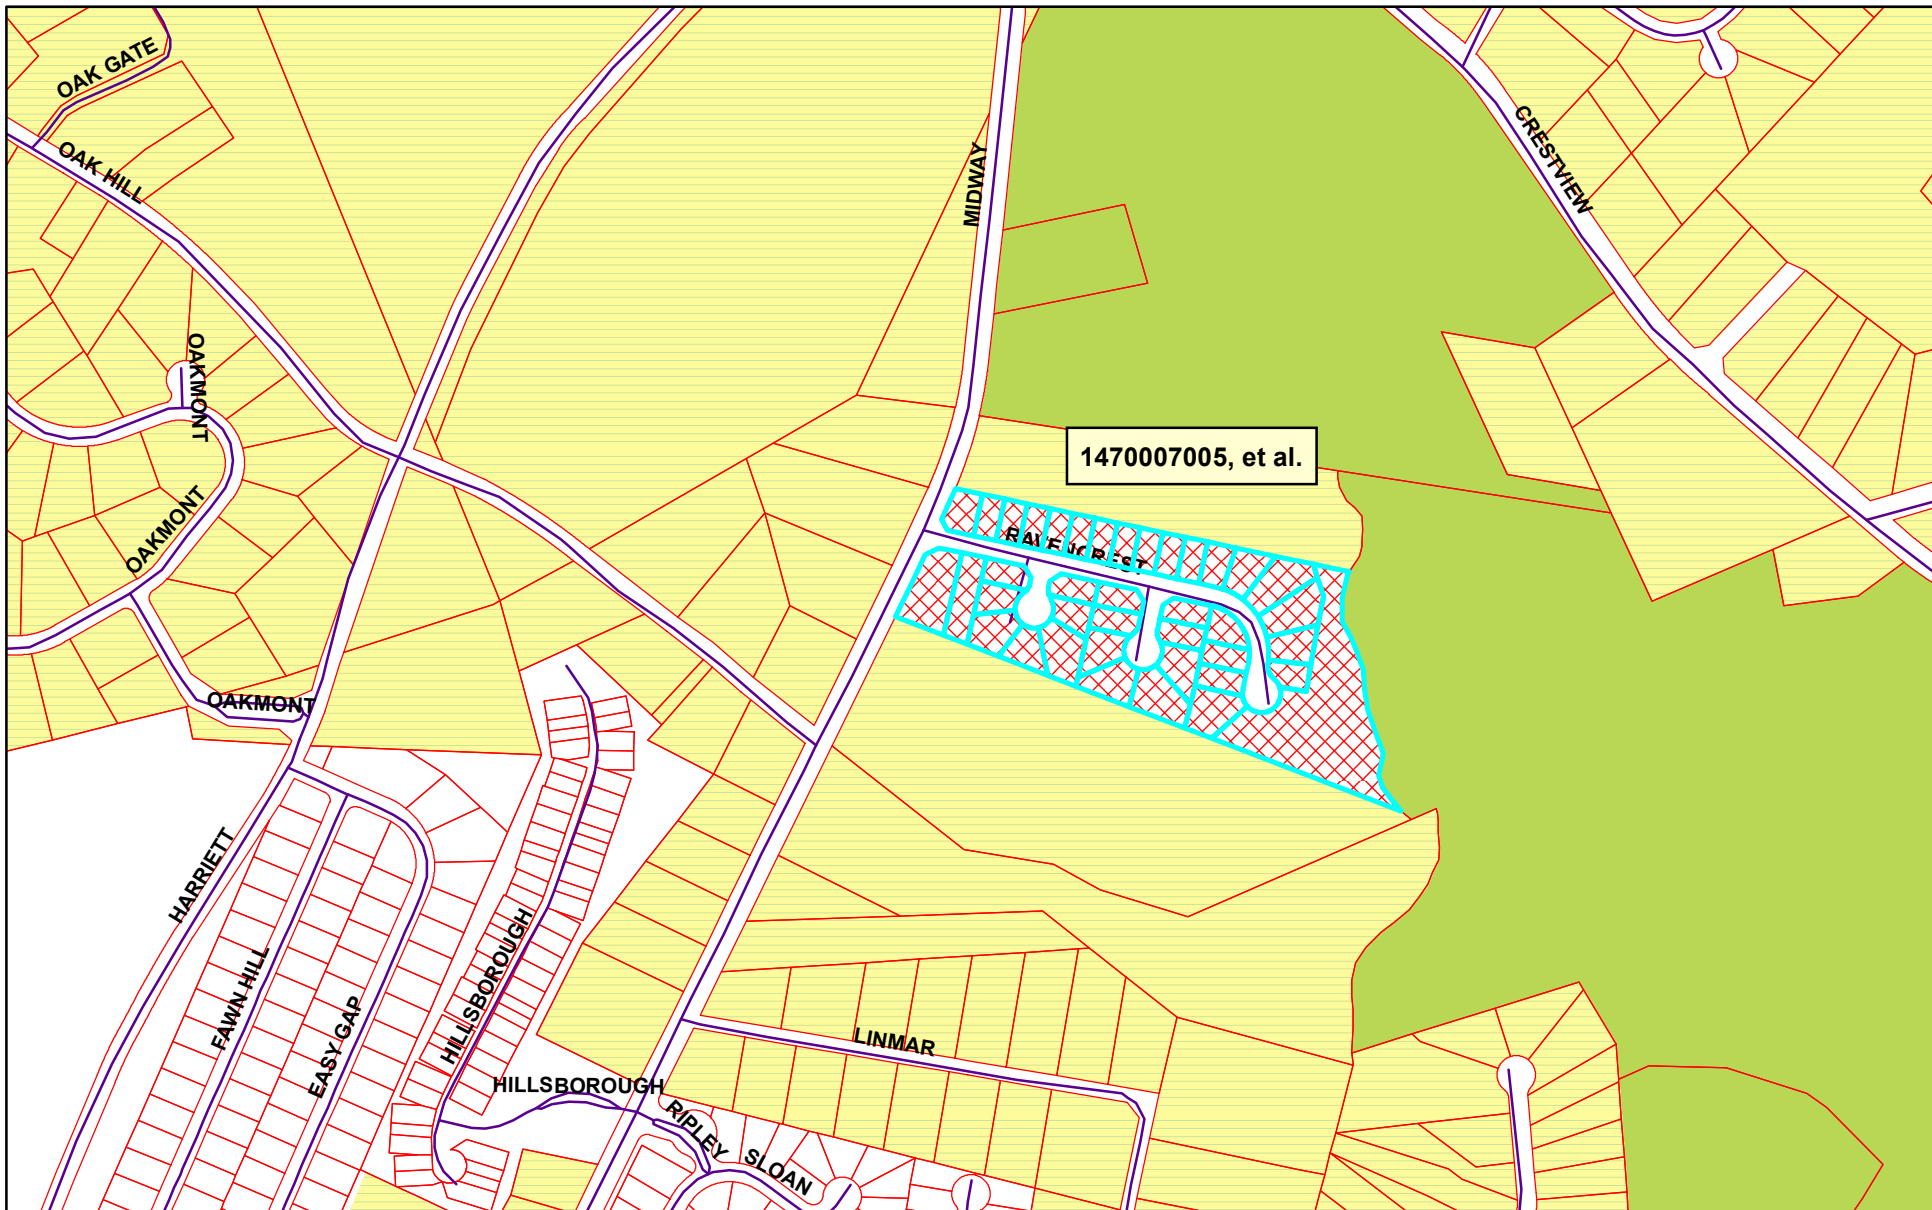 OAK GATE
OAK HILL
MIDWAY
CRESTVIEW
OAKMONT
1470007005, et al.
OAKMONT
RAVENCREST
OAKMONT
HARRIETT
FAWN HILL
EASY GAP
HILLSBOROUGH
LINMAR
HILLSBOROUGH
RIPLEY
SLOAN